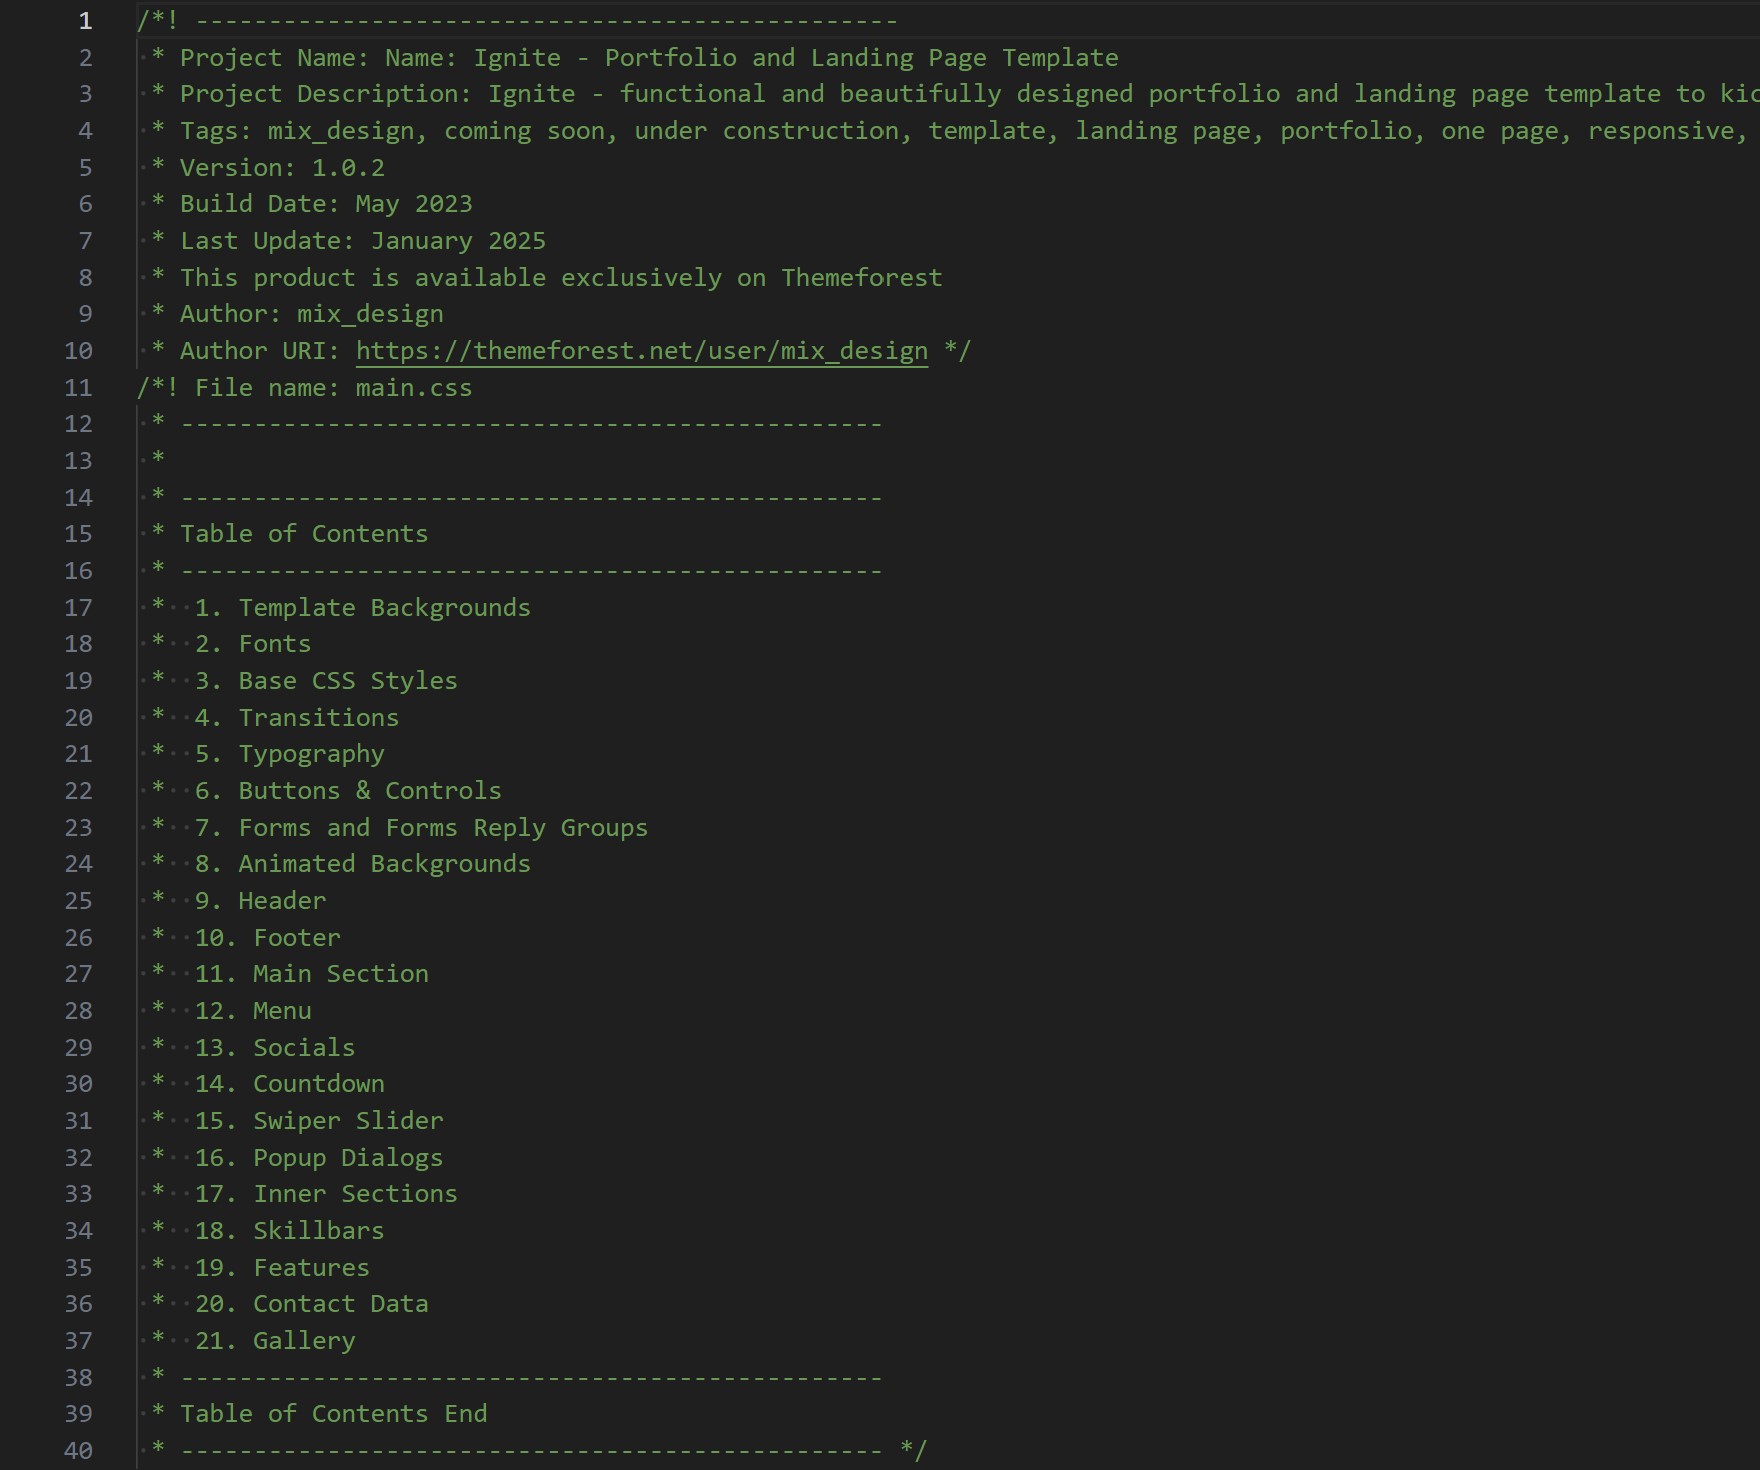 1 /*! ------------------------------------------------
2  * Project Name: Name: Ignite - Portfolio and Landing Page Template
3  * Project Description: Ignite - functional and beautifully designed portfolio and landing page template to
4  * Tags: mix_design, coming soon, under construction, template, landing page, portfolio, one page, responsive,
5  * Version: 1.0.2
6  * Build Date: May 2023
7  * Last Update: January 2025
8  * This product is available exclusively on Themeforest
9  * Author: mix_design
10  * Author URI: https://themeforest.net/user/mix_design */
11 /*! File name: main.css
12  * ------------------------------------------------
13  *
14  * ------------------------------------------------
15  * Table of Contents
16  * ------------------------------------------------
17  *  1. Template Backgrounds
18  *  2. Fonts
19  *  3. Base CSS Styles
20  *  4. Transitions
21  *  5. Typography
22  *  6. Buttons & Controls
23  *  7. Forms and Forms Reply Groups
24  *  8. Animated Backgrounds
25  *  9. Header
26  *  10. Footer
27  *  11. Main Section
28  *  12. Menu
29  *  13. Socials
30  *  14. Countdown
31  *  15. Swiper Slider
32  *  16. Popup Dialogs
33  *  17. Inner Sections
34  *  18. Skillbars
35  *  19. Features
36  *  20. Contact Data
37  *  21. Gallery
38  * ------------------------------------------------
39  * Table of Contents End
40  * ------------------------------------------------ */